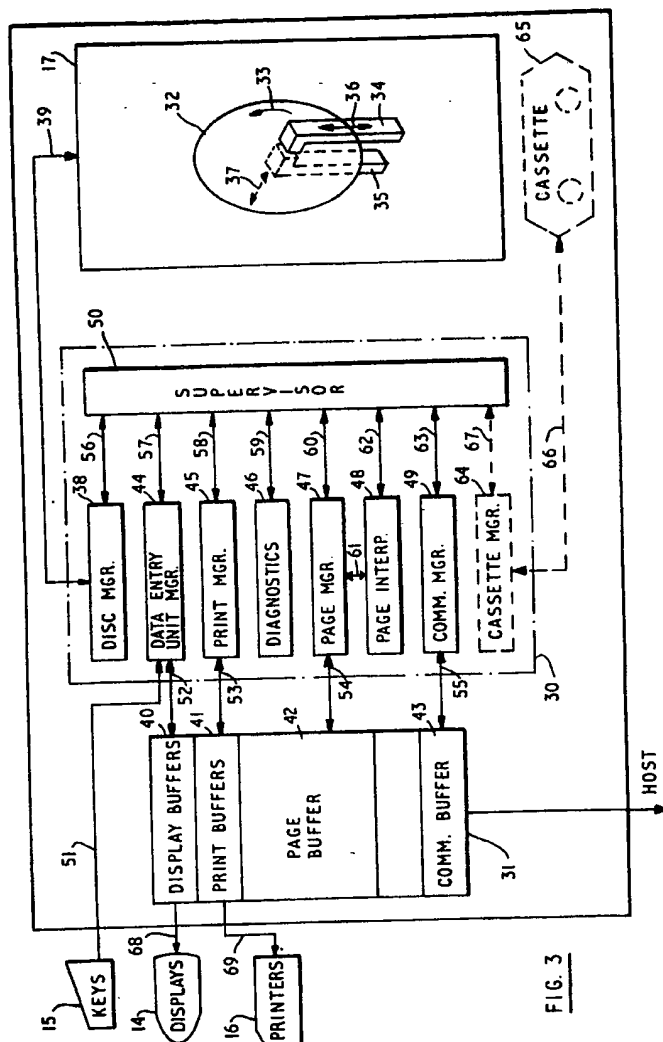 FIG. 3
15
KEYS
51
14
DISPLAYS
68
16
PRINTERS
69
40
DISPLAY BUFFERS
41
PRINT BUFFERS
42
PAGE
BUFFER
43
COMM. BUFFER
31
HOST
52
53
54
55
38
DISC MGR.
44
DATA ENTRY
UNIT MGR.
45
PRINT MGR.
46
DIAGNOSTICS
47
PAGE MGR.
61
48
PAGE INTERP.
49
COMM. MGR.
64
CASSETTE MGR.
30
56
57
58
59
60
62
63
67
50
SUPERVISOR
39
17
32
33
37
36
34
35
66
65
CASSETTE